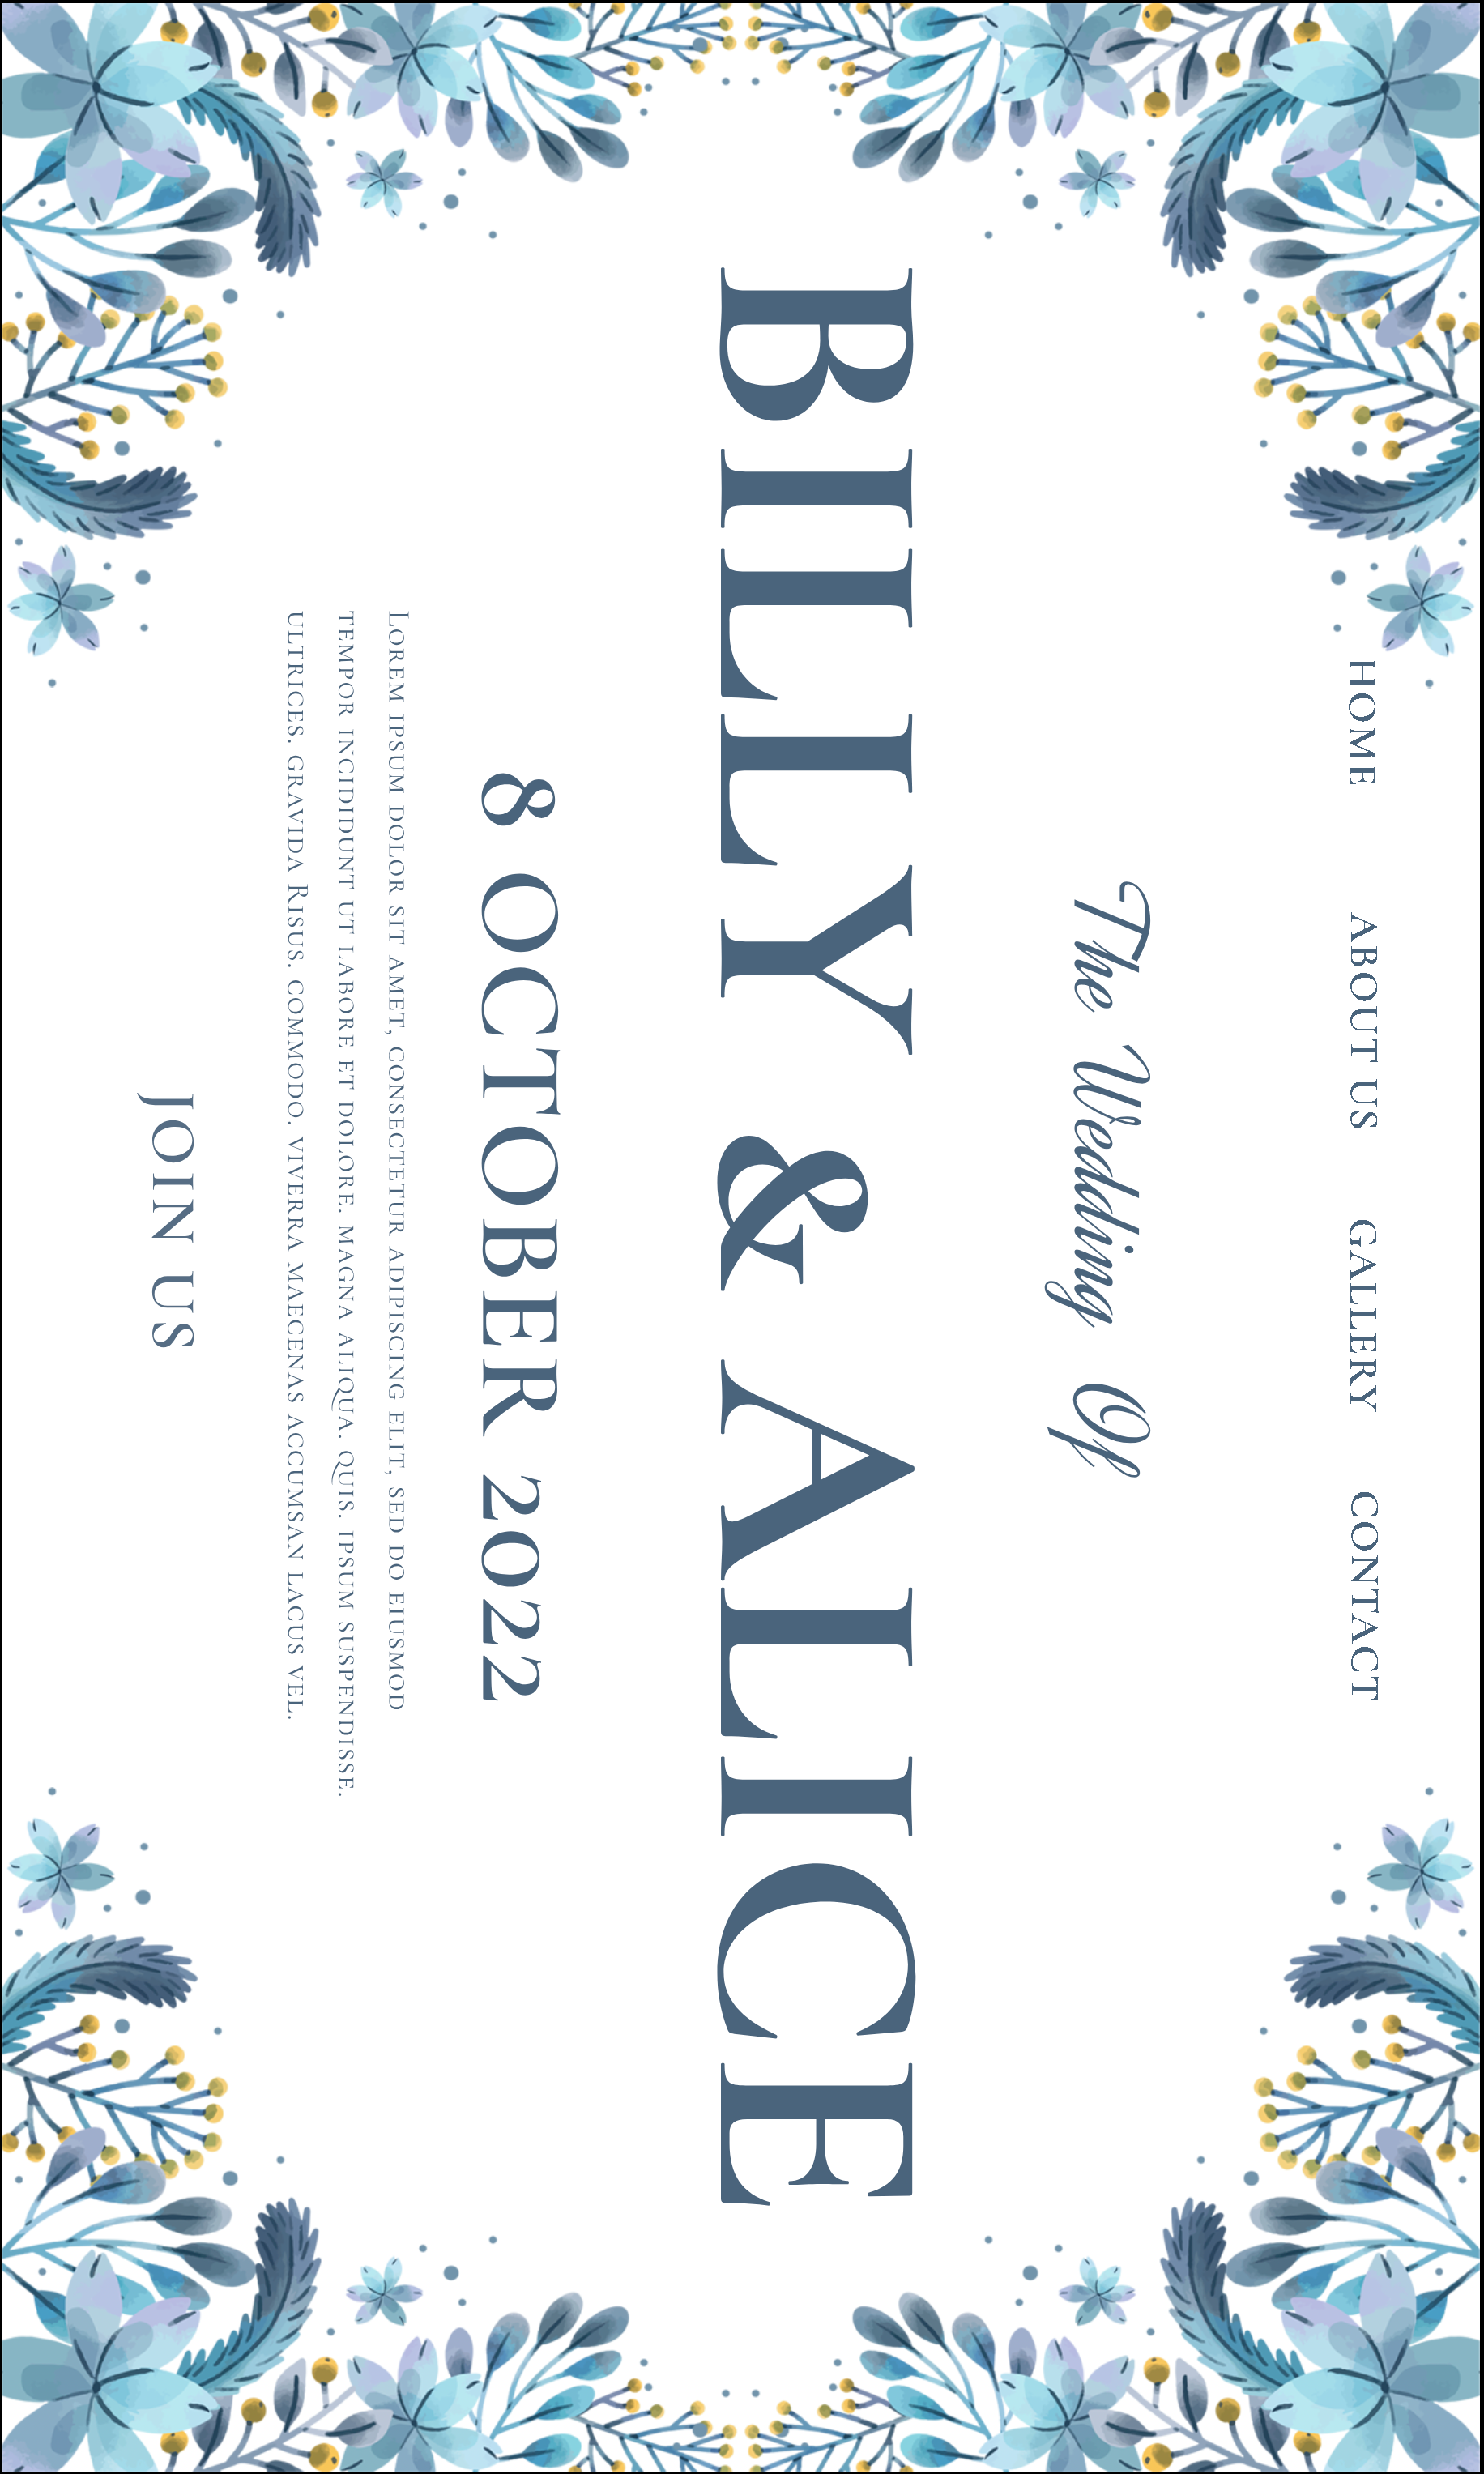 HOME ABOUT US GALLERY CONTACT
The Wedding Of
BILLY & ALICE
8 OCTOBER 2022
Lorem ipsum dolor sit amet, consectetur adipiscing elit, sed do eiusmod
tempor incididunt ut labore et dolore. magna aliqua. quis. ipsum suspendisse.
ultrices. gravida Risus. commodo. viverra maecenas accumsan lacus vel.
JOIN US